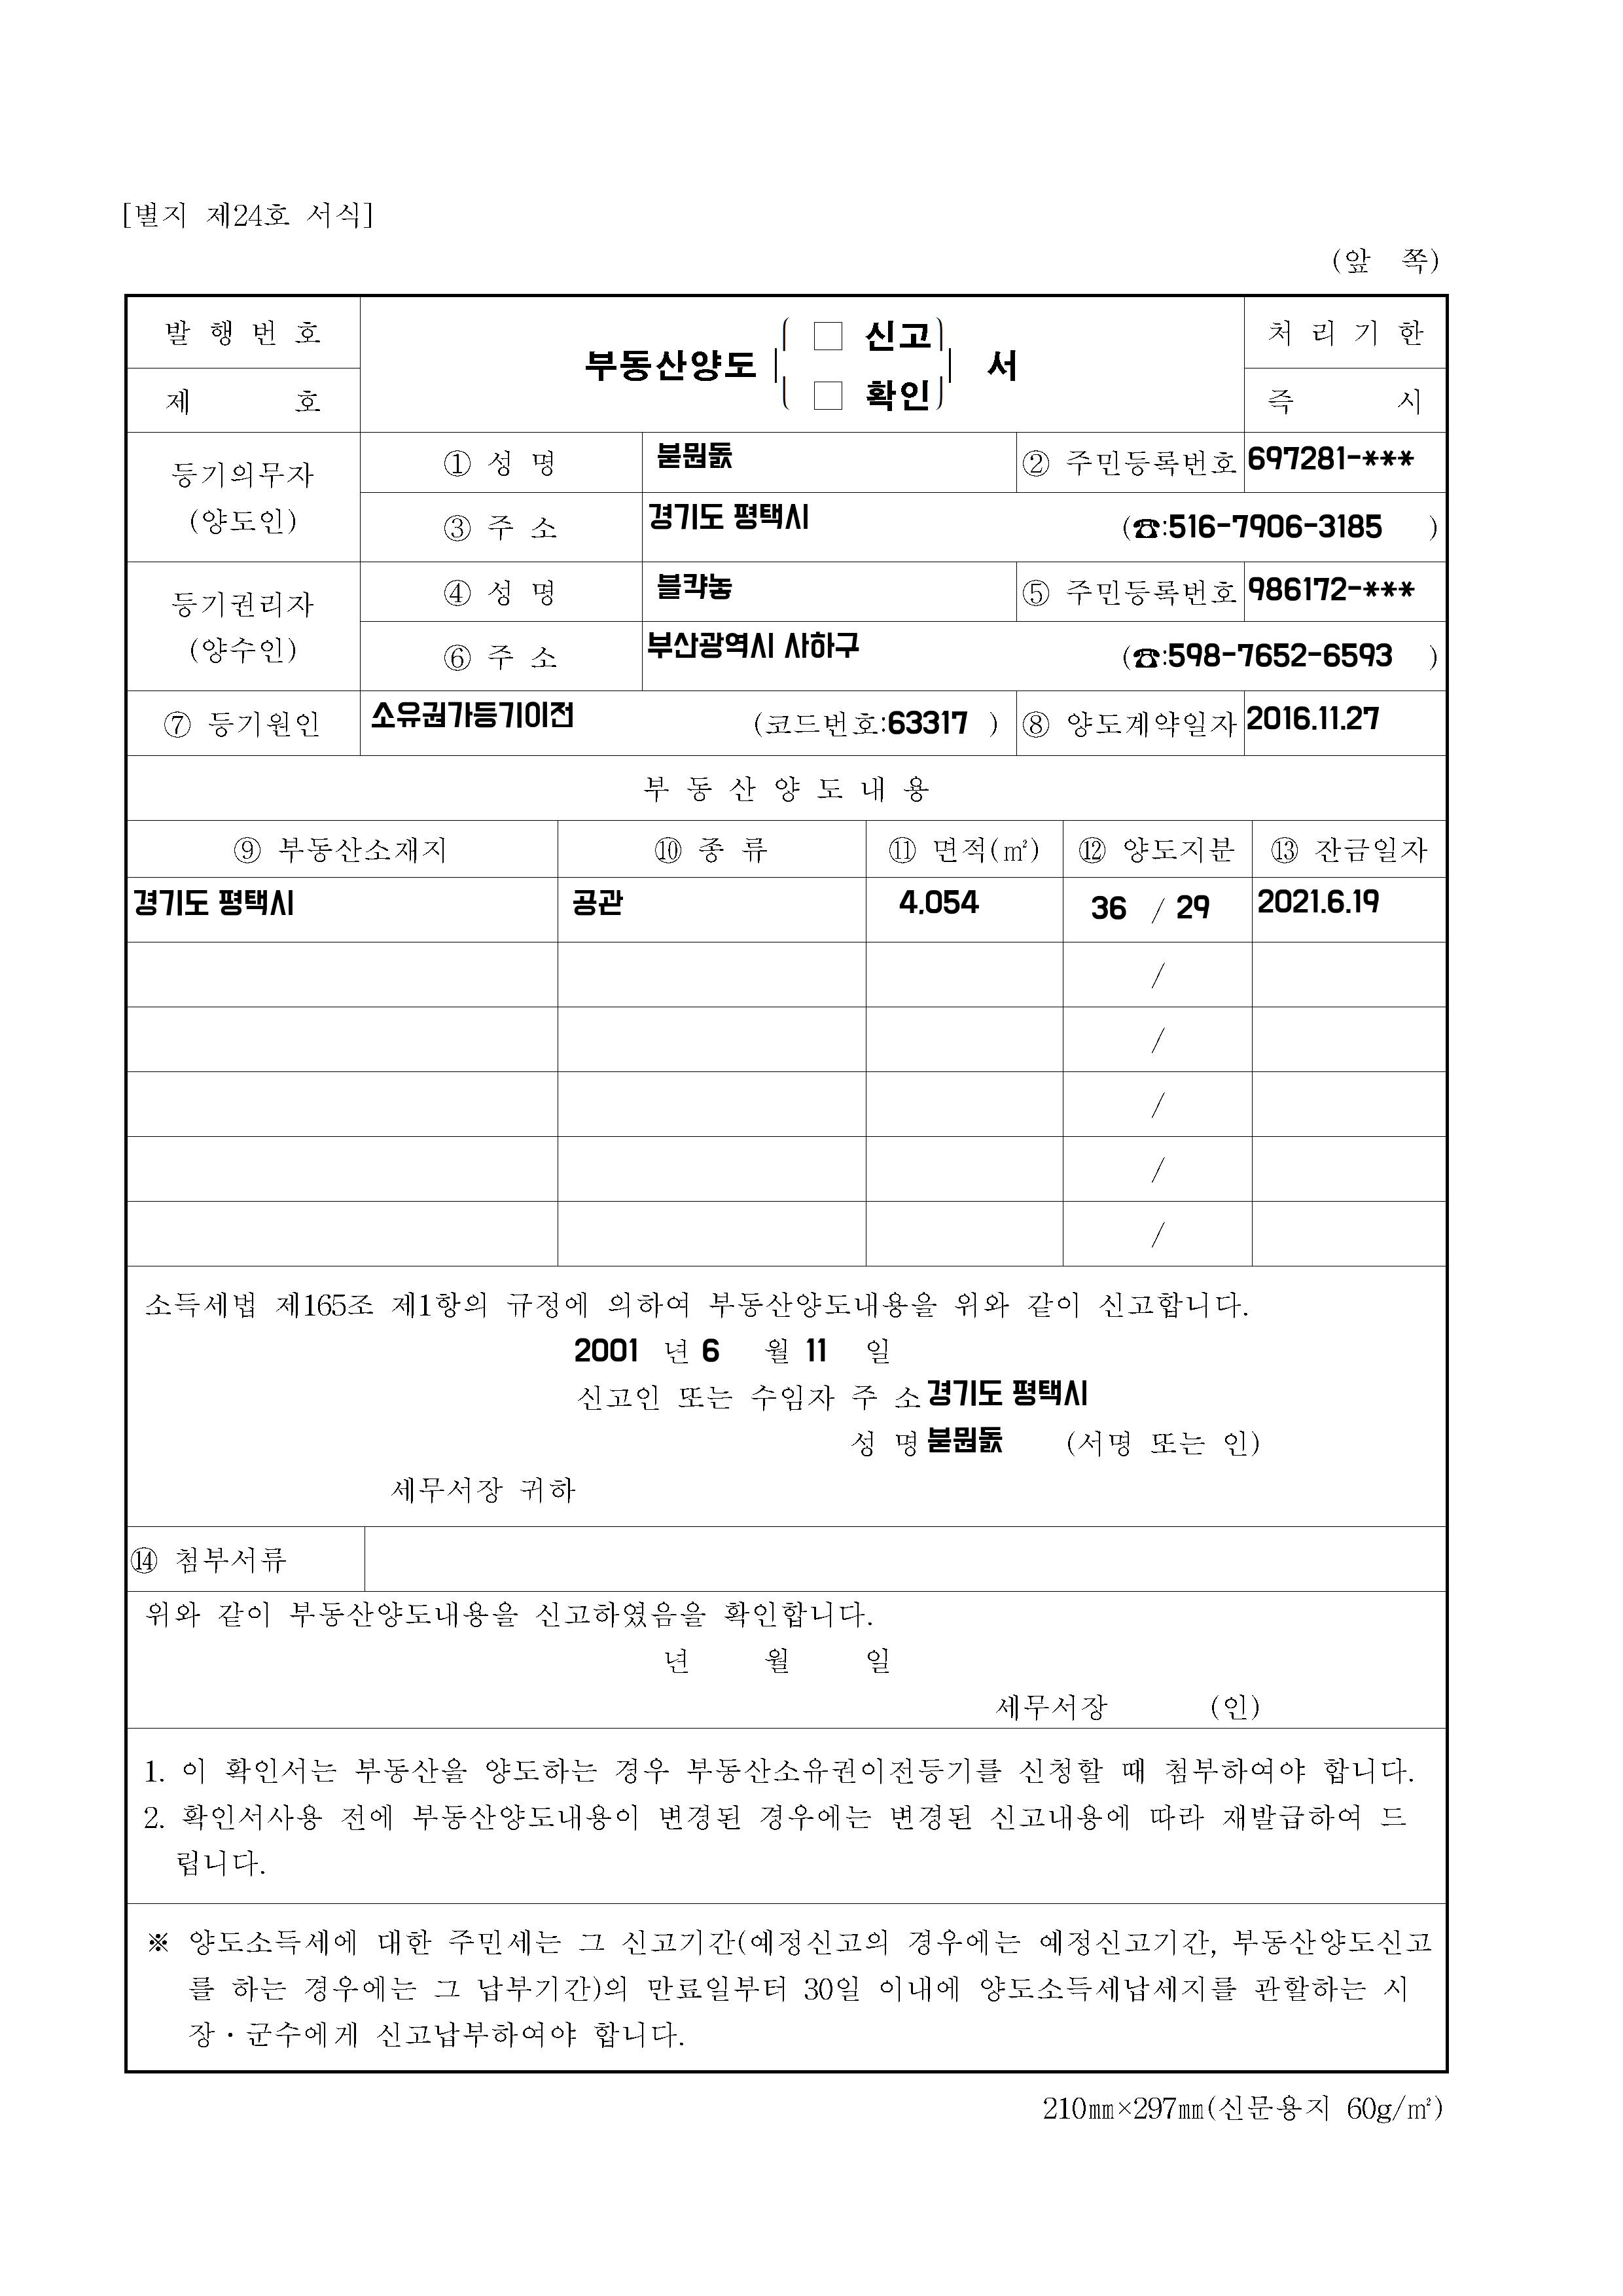 [별지 제24호 서식]
(앞 쪽)
발 행 번 호
제 호
부동산양도 □ 신고 □ 확인 서
처 리 기 한
즉 시
등기의무자
(양도인)
① 성 명
② 주민등록번호 697281-***
③ 주 소 경기도 평택시 (☎:516-7906-3185 )
등기권리자
(양수인)
④ 성 명 블캭놓
⑤ 주민등록번호 986172-***
⑥ 주 소 부산광역시 사하구 (☎:598-7652-6593 )
⑦ 등기원인 소유권가등기이전 (코드번호:63317 ) ⑧ 양도계약일자 2016.11.27
부 동 산 양 도 내 용
⑨ 부동산소재지 ⑩ 종 류 ⑪ 면적(㎡) ⑫ 양도지분 ⑬ 잔금일자
경기도 평택시 공관 4,054 36 / 29 2021.6.19
/
/
/
/
/
소득세법 제165조 제1항의 규정에 의하여 부동산양도내용을 위와 같이 신고합니다.
2001 년 6 월 11 일
신고인 또는 수임자 주 소 경기도 평택시
성 명 (서명 또는 인)
세무서장 귀하
⑭ 첨부서류
위와 같이 부동산양도내용을 신고하였음을 확인합니다.
년 월 일
세무서장 (인)
1. 이 확인서는 부동산을 양도하는 경우 부동산소유권이전등기를 신청할 때 첨부하여야 합니다.
2. 확인서사용 전에 부동산양도내용이 변경된 경우에는 변경된 신고내용에 따라 재발급하여 드
립니다.
※ 양도소득세에 대한 주민세는 그 신고기간(예정신고의 경우에는 예정신고기간, 부동산양도신고
를 하는 경우에는 그 납부기간)의 만료일부터 30일 이내에 양도소득세납세지를 관할하는 시
장·군수에게 신고납부하여야 합니다.
210㎜×297㎜(신문용지 60g/㎡)